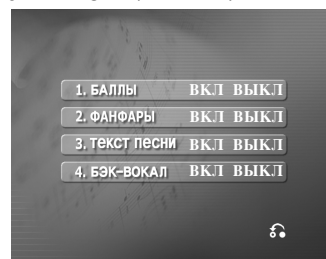 1. БАЛЛЫ ВКЛ ВЫКЛ
2. ФАНФАРЫ ВКЛ ВЫКЛ
3. ТЕКСТ ПЕСНИ ВКЛ ВЫКЛ
4. БЭК-ВОКАЛ ВКЛ ВЫКЛ